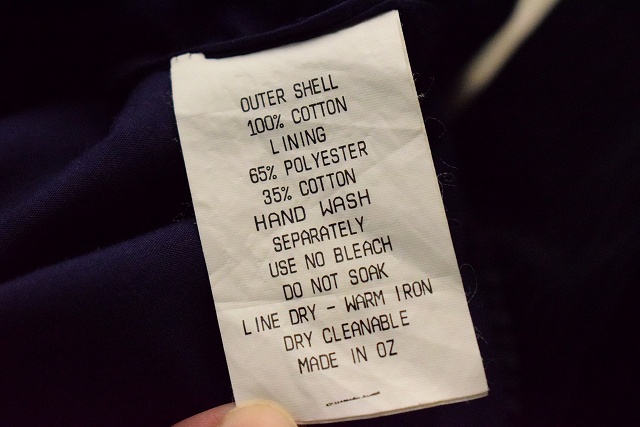 OUTER SHELL
100% COTTON
LINING
65% POLYESTER
35% COTTON
HAND WASH
SEPARATELY
USE NO BLEACH
DO NOT SOAK
LINE DRY - WARM IRON
DRY CLEANABLE
MADE IN OZ